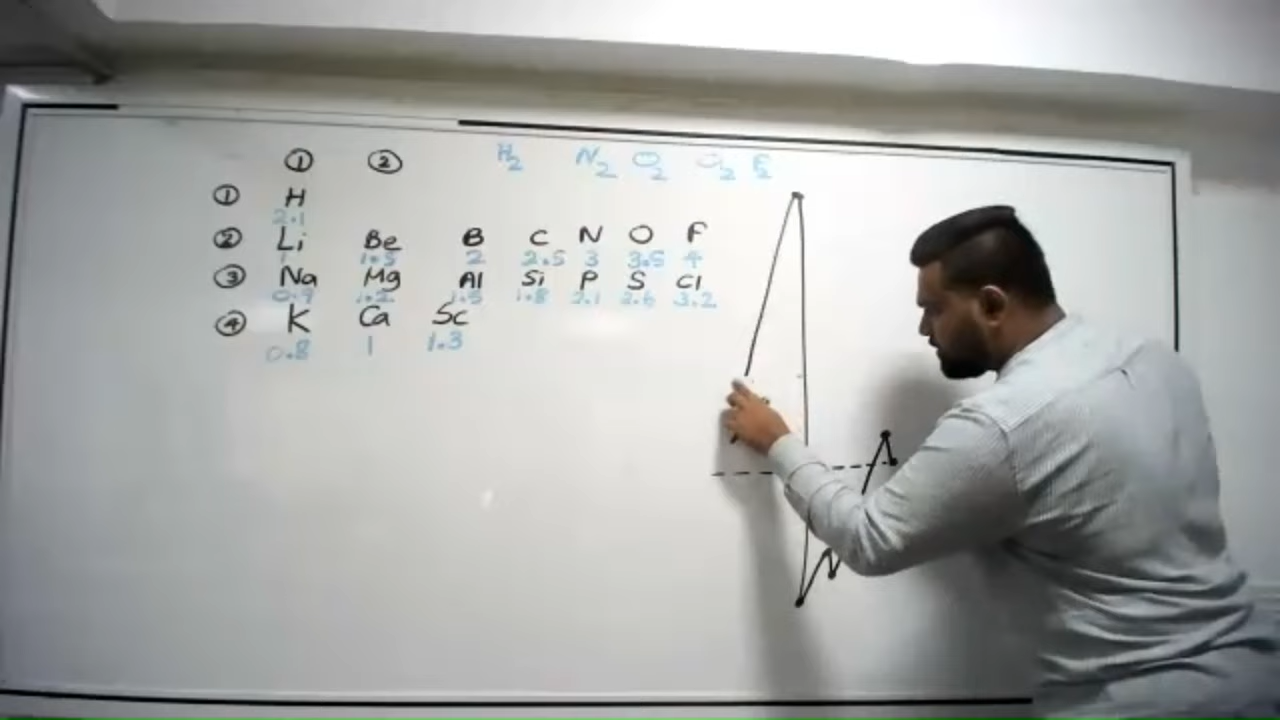 ① ② H₂ N₂ O₂ F₂
① H
2.1
② Li Be B C N O F
1 1.5 2 2.5 3 3.5 4
③ Na Mg Al Si P S Cl
0.9 1.2 1.5 1.8 2.1 2.6 3.2
④ K Ca Sc
0.8 1 1.3